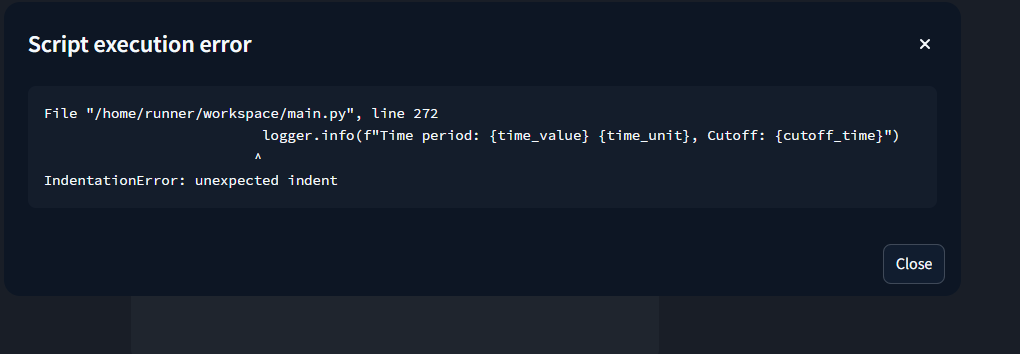 Script execution error
×
File "/home/runner/workspace/main.py", line 272
logger.info(f"Time period: {time_value} {time_unit}, Cutoff: {cutoff_time}")
^
IndentationError: unexpected indent
Close